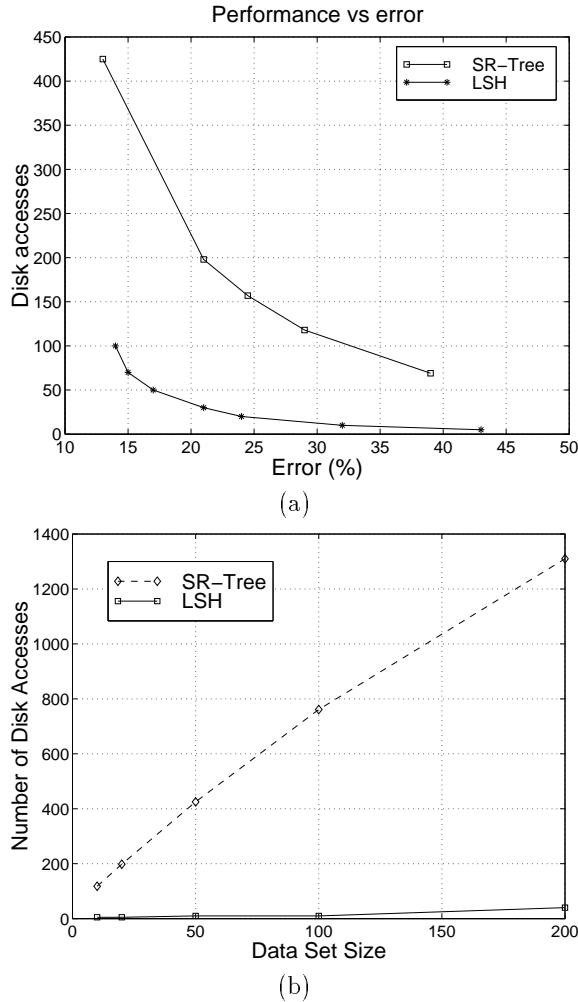 Performance vs error
450
400
350
300
250
200
150
100
50
0
Disk accesses
SR-Tree
LSH
10 15 20 25 30 35 40 45 50
Error (%)
(a)
1400
1200
1000
800
600
400
200
0
Number of Disk Accesses
SR-Tree
LSH
0 50 100 150 200
Data Set Size
(b)